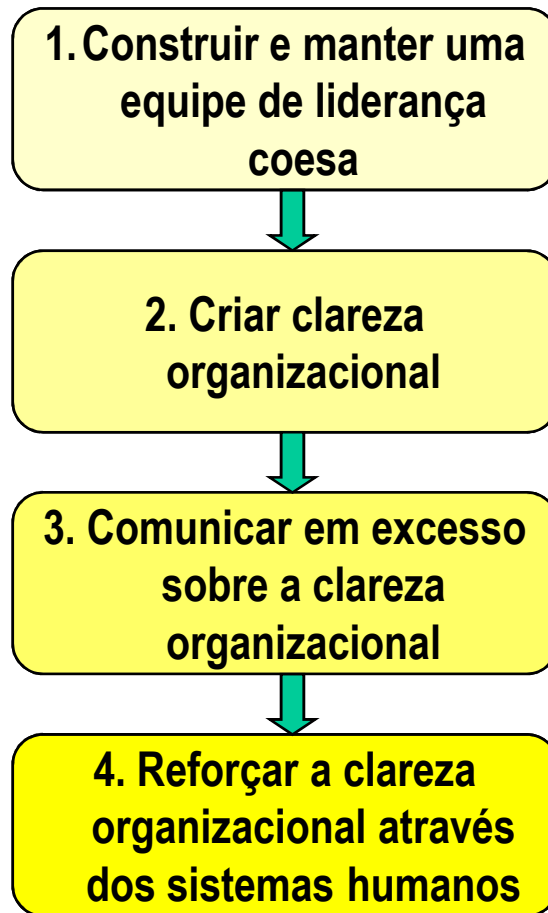 1. Construir e manter uma
equipe de liderança
coesa
2. Criar clareza
organizacional
3. Comunicar em excesso
sobre a clareza
organizacional
4. Reforçar a clareza
organizacional através
dos sistemas humanos